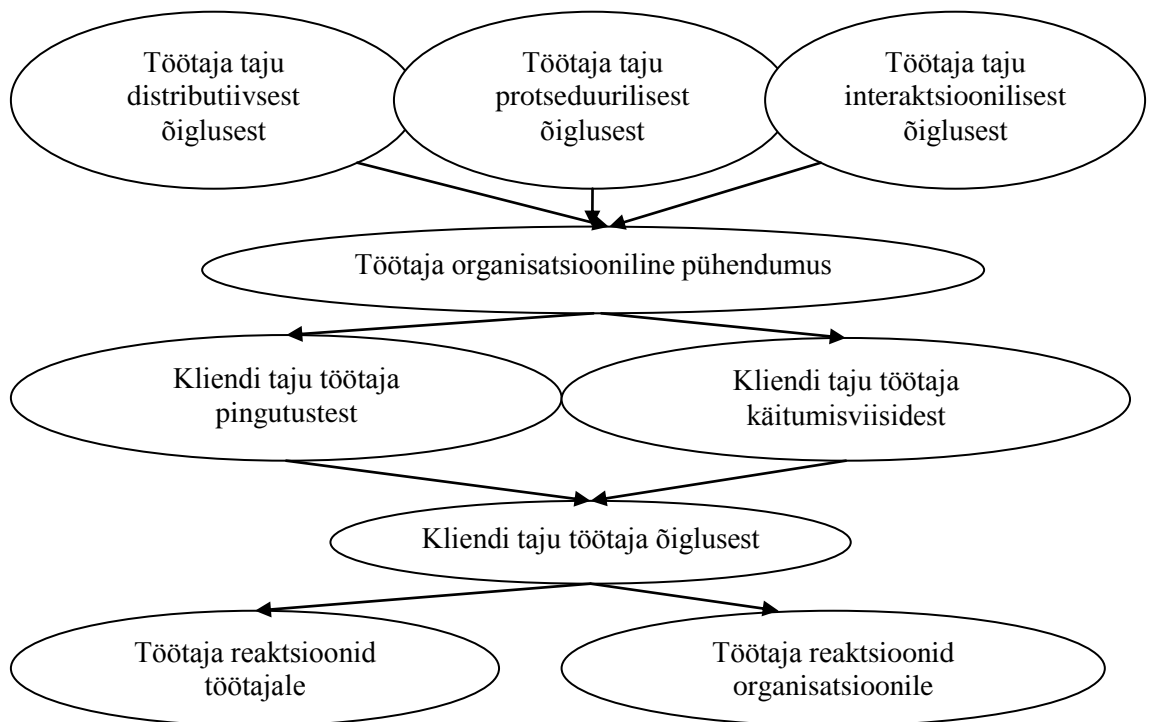 Töötaja taju
distributiivsest
õiglusest
Töötaja taju
protseduurilisest
õiglusest
Töötaja taju
interaktsioonilisest
õiglusest
Töötaja organisatsiooniline pühendumus
Kliendi taju töötaja
pingutustest
Kliendi taju töötaja
käitumisviisidest
Kliendi taju töötaja õiglusest
Töötaja reaktsioonid
töötajale
Töötaja reaktsioonid
organisatsioonile